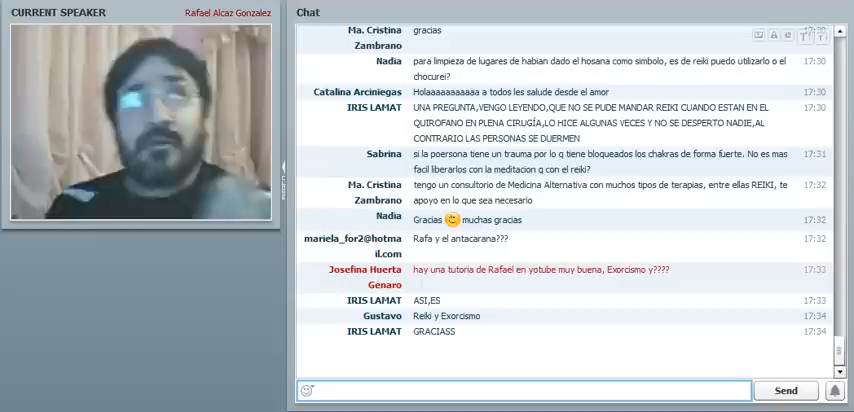 CURRENT SPEAKER Rafael Alcaz Gonzalez
Chat
Ma. Cristina gracias 17:30
Zambrano
Nadia para limpieza de lugares de habian dado el hosana como simbolo, es de reiki puedo utilizarlo o el 17:30
chocurei?
Catalina Arciniegas Holaaaaaaaaaa a todos les salude desde el amor 17:30
IRIS LAMAT UNA PREGUNTA,VENGO LEYENDO,QUE NO SE PUDE MANDAR REIKI CUANDO ESTAN EN EL 17:30
QUIROFANO EN PLENA CIRUGÍA,LO HICE ALGUNAS VECES Y NO SE DESPERTO NADIE,AL
CONTRARIO LAS PERSONAS SE DUERMEN
Sabrina si la poersona tiene un trauma por lo q tiene bloqueados los chakras de forma fuerte. No es mas 17:31
facil liberarlos con la meditacion q con el reiki?
Ma. Cristina tengo un consultorio de Medicina Alternativa con muchos tipos de terapias, entre ellas REIKI, te 17:32
Zambrano apoyo en lo que sea necesario
Nadia Gracias muchas gracias 17:32
mariela_for2@hotma Rafa y el antacarana??? 17:32
il.com
Josefina Huerta hay una tutoria de Rafael en yotube muy buena, Exorcismo y???? 17:33
Genaro
IRIS LAMAT ASI,ES 17:33
Gustavo Reiki y Exorcismo 17:34
IRIS LAMAT GRACIASS 17:34
Send